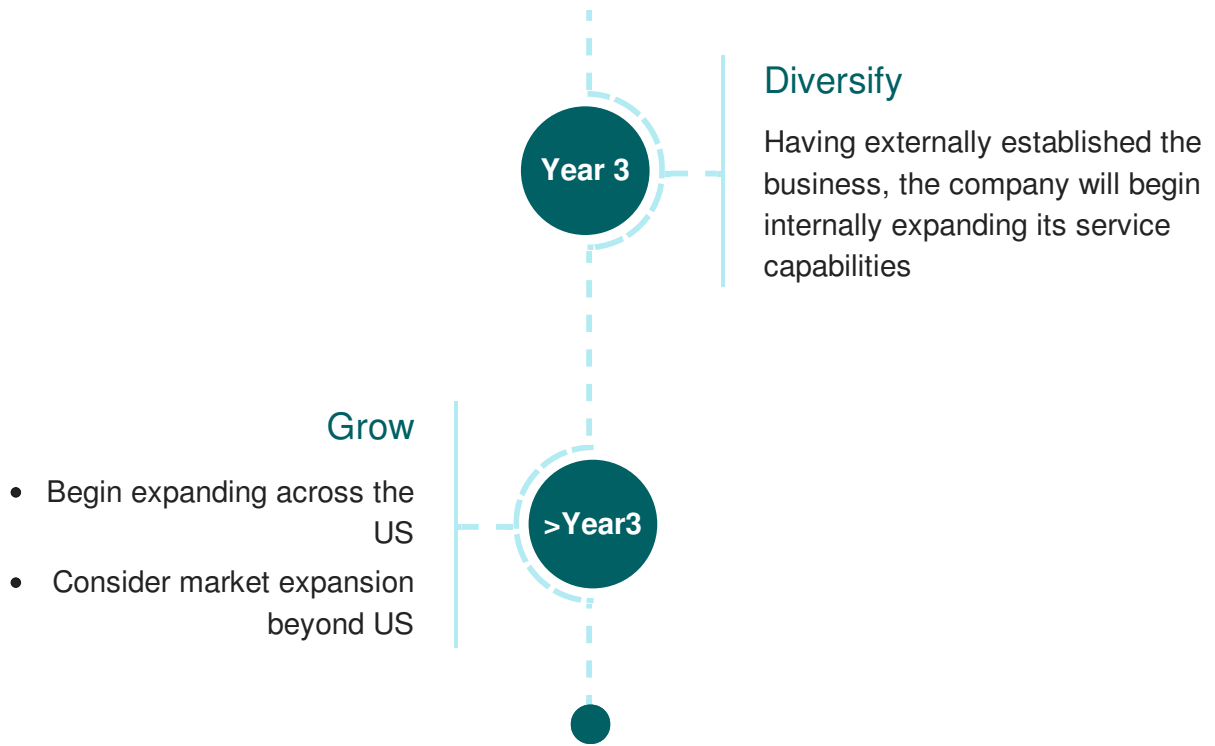 Diversify
Year 3
Having externally established the
business, the company will begin
internally expanding its service
capabilities
Grow
• Begin expanding across the
US
• Consider market expansion
beyond US
>Year3